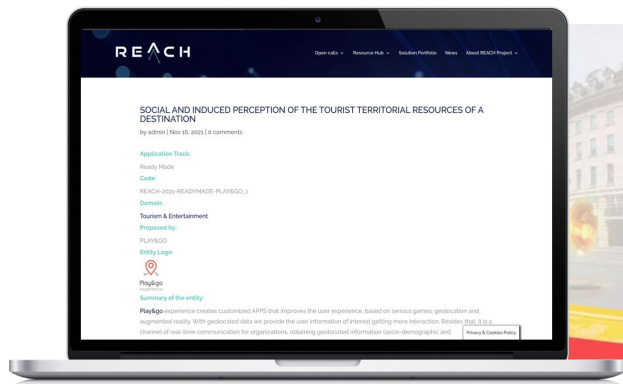 REACH
Open calls Resource Hub Solution Portfolio News About REACH Project
SOCIAL AND INDUCED PERCEPTION OF THE TOURIST TERRITORIAL RESOURCES OF A
DESTINATION
by admin | Nov 16, 2021 | 0 comments
Application Track:
Ready Made
Code:
REACH-2021-READYMADE-PLAY&GO_1
Domain:
Tourism & Entertainment
Proposed by:
PLAY&GO
Entity Logo:
Play&go
experience
Summary of the entity:
Play&go experience creates customized APPS that improves the user experience, based on serious games, geolocation and
augmented reality. With geolocated data we provide the user information of interest getting more interaction. Besides that, it is a
channel of real-time communication for organizations, obtaining geolocated information (socio-demographic and
Privacy & Cookies Policy